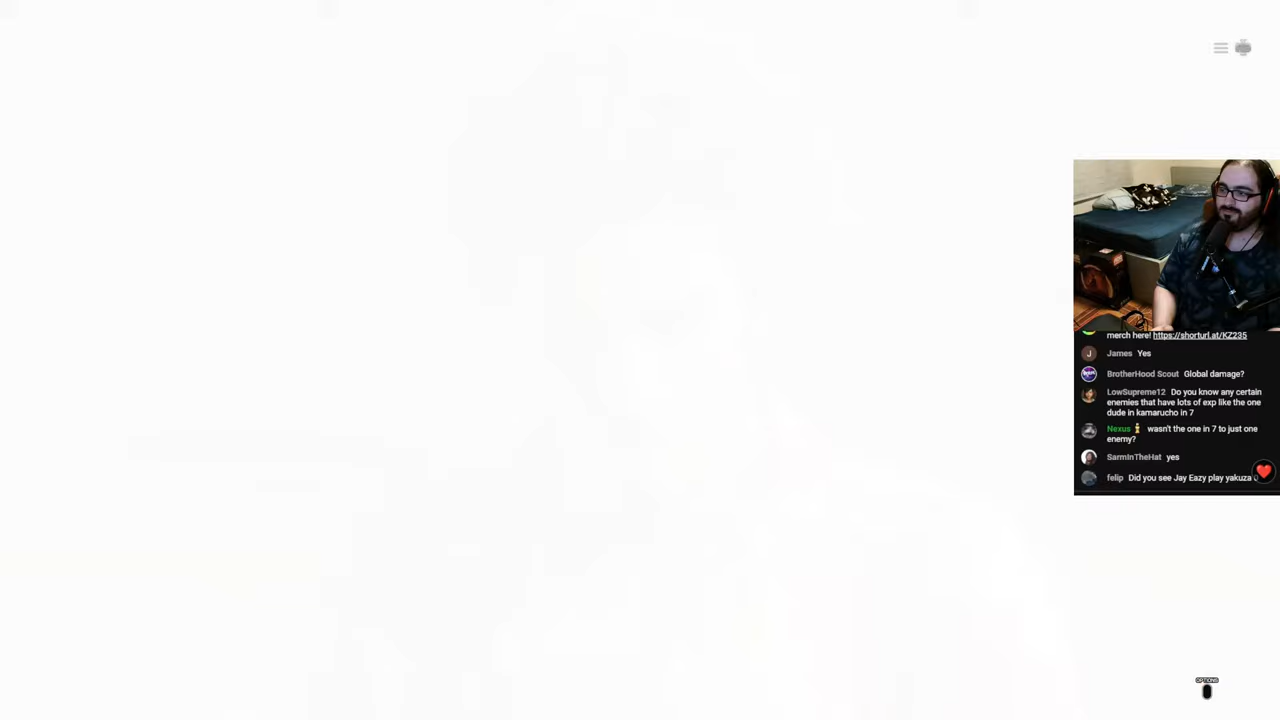 merch here! https://shorturl.at/KZ235
James Yes
BrotherHood Scout Global damage?
LowSupreme12 Do you know any certain
enemies that have lots of exp like the one
dude in kamarucho in 7
Nexus wasn't the one in 7 to just one
enemy?
SarmInTheHat yes
felip Did you see Jay Eazy play yakuza
OPTIONS